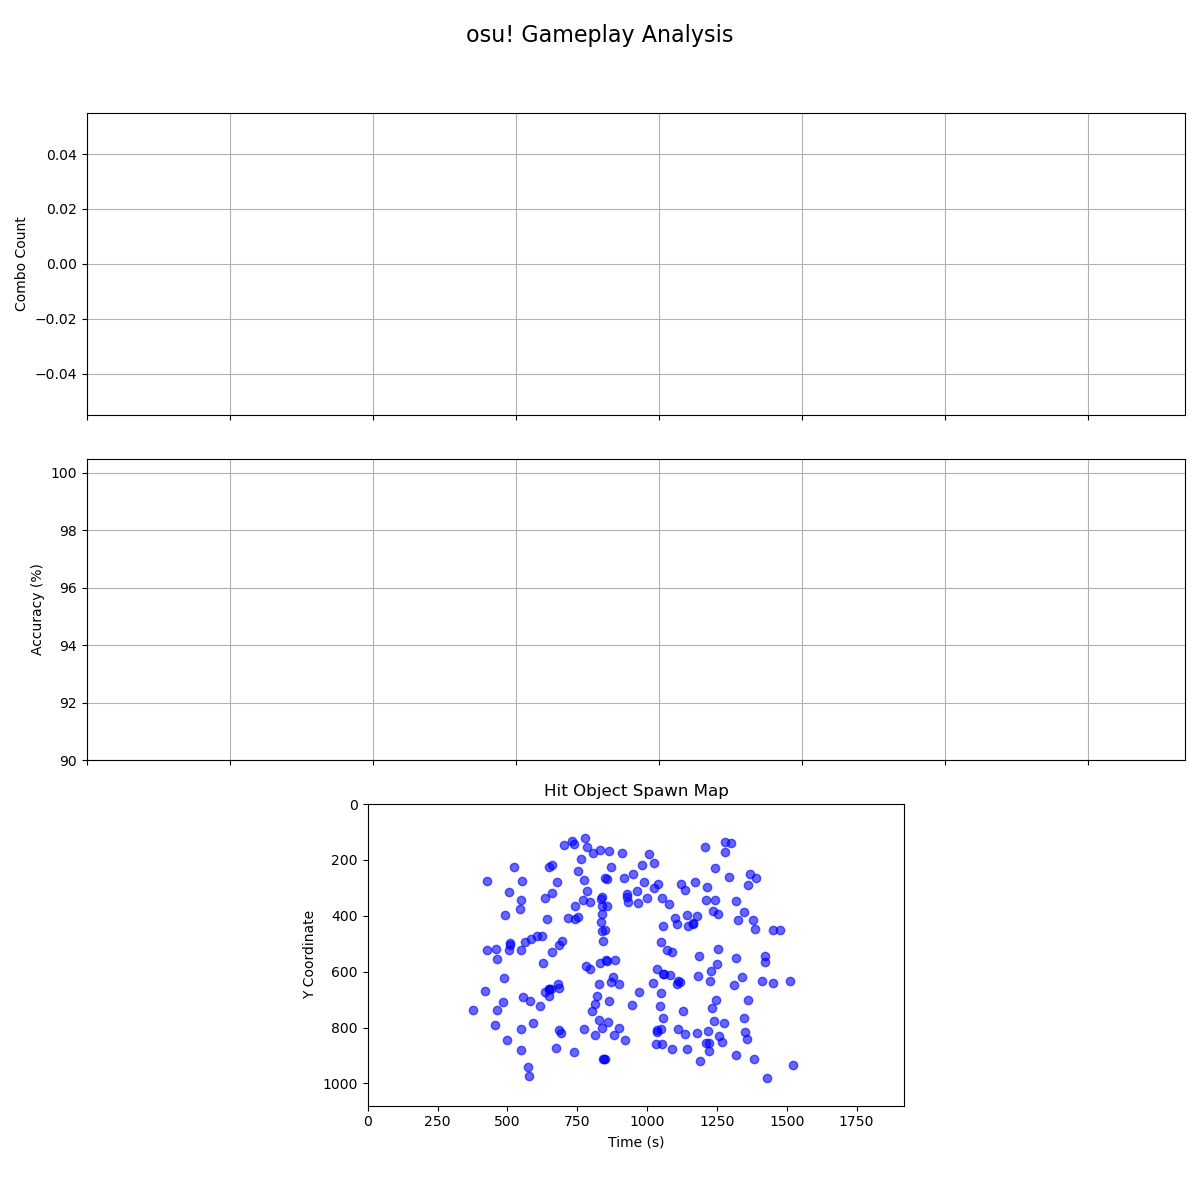 osu! Gameplay Analysis
Combo Count
0.04
0.02
0.00
−0.02
−0.04
Accuracy (%)
100
98
96
94
92
90
Hit Object Spawn Map
Y Coordinate
0
200
400
600
800
1000
0 250 500 750 1000 1250 1500 1750
Time (s)